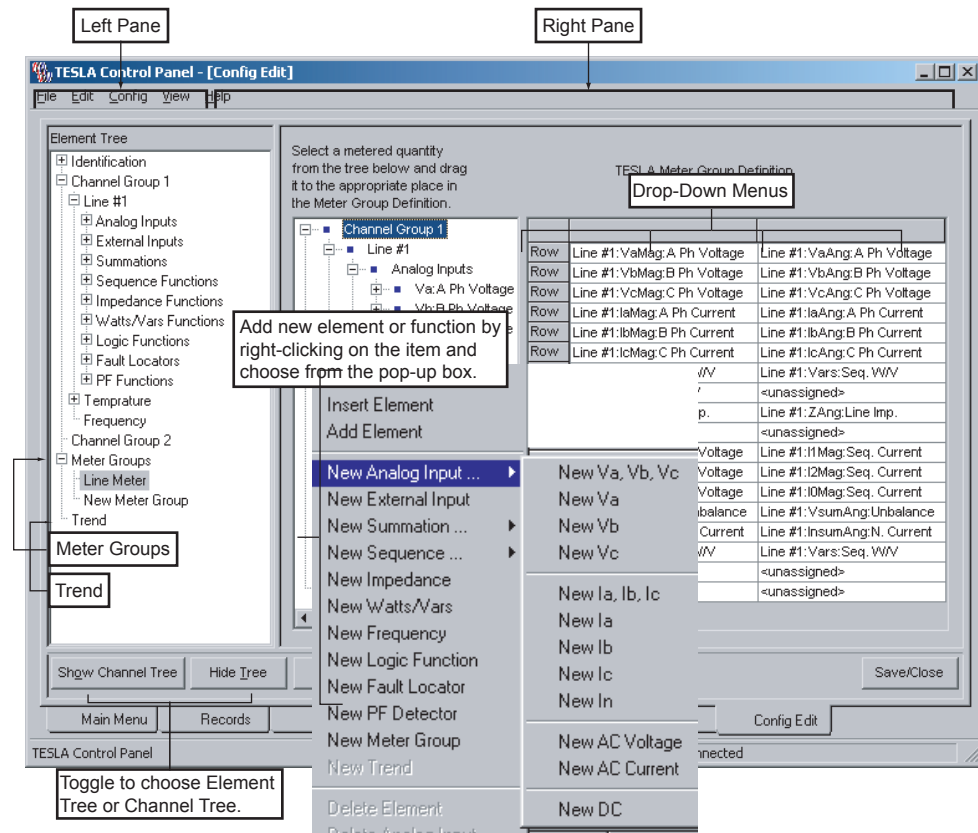 Left Pane
Right Pane
TESLA Control Panel - [Config Edit]
File Edit Config View Help
Element Tree
Identification
Channel Group 1
Line #1
Analog Inputs
External Inputs
Summations
Sequence Functions
Impedance Functions
Watts/Vars Functions
Logic Functions
Fault Locators
PF Functions
Temprature
Frequency
Channel Group 2
Meter Groups
Line Meter
New Meter Group
Trend
Meter Groups
Trend
Select a metered quantity
from the tree below and drag
it to the appropriate place in
the Meter Group Definition.
TESLA Meter Group Definition
Drop-Down Menus
Channel Group 1
Line #1
Analog Inputs
Va:A Ph Voltage
Vb:B Ph Voltage
Add new element or function by
right-clicking on the item and
choose from the pop-up box.
Row Line #1:VaMag:A Ph Voltage Line #1:VaAng:A Ph Voltage
Row Line #1:VbMag:B Ph Voltage Line #1:VbAng:B Ph Voltage
Row Line #1:VcMag:C Ph Voltage Line #1:VcAng:C Ph Voltage
Row Line #1:IaMag:A Ph Current Line #1:IaAng:A Ph Current
Row Line #1:IbMag:B Ph Current Line #1:IbAng:B Ph Current
Row Line #1:IcMag:C Ph Current Line #1:IcAng:C Ph Current
W/V Line #1:Vars:Seq. W/V
<unassigned>
p. Line #1:ZAng:Line Imp.
<unassigned>
Voltage Line #1:I1Mag:Seq. Current
Voltage Line #1:I2Mag:Seq. Current
Voltage Line #1:I0Mag:Seq. Current
nbalance Line #1:VsumAng:Unbalance
Current Line #1:InsumAng:N. Current
W/V Line #1:Vars:Seq. W/V
<unassigned>
<unassigned>
Insert Element
Add Element
New Analog Input ...
New External Input
New Summation ...
New Sequence ...
New Impedance
New Watts/Vars
New Frequency
New Logic Function
New Fault Locator
New PF Detector
New Meter Group
New Trend
Delete Element
Delete Analog Input
New Va, Vb, Vc
New Va
New Vb
New Vc
New Ia, Ib, Ic
New Ia
New Ib
New Ic
New In
New AC Voltage
New AC Current
New DC
Show Channel Tree Hide Tree Save/Close
Main Menu Records Config Edit
TESLA Control Panel nnected
Toggle to choose Element
Tree or Channel Tree.